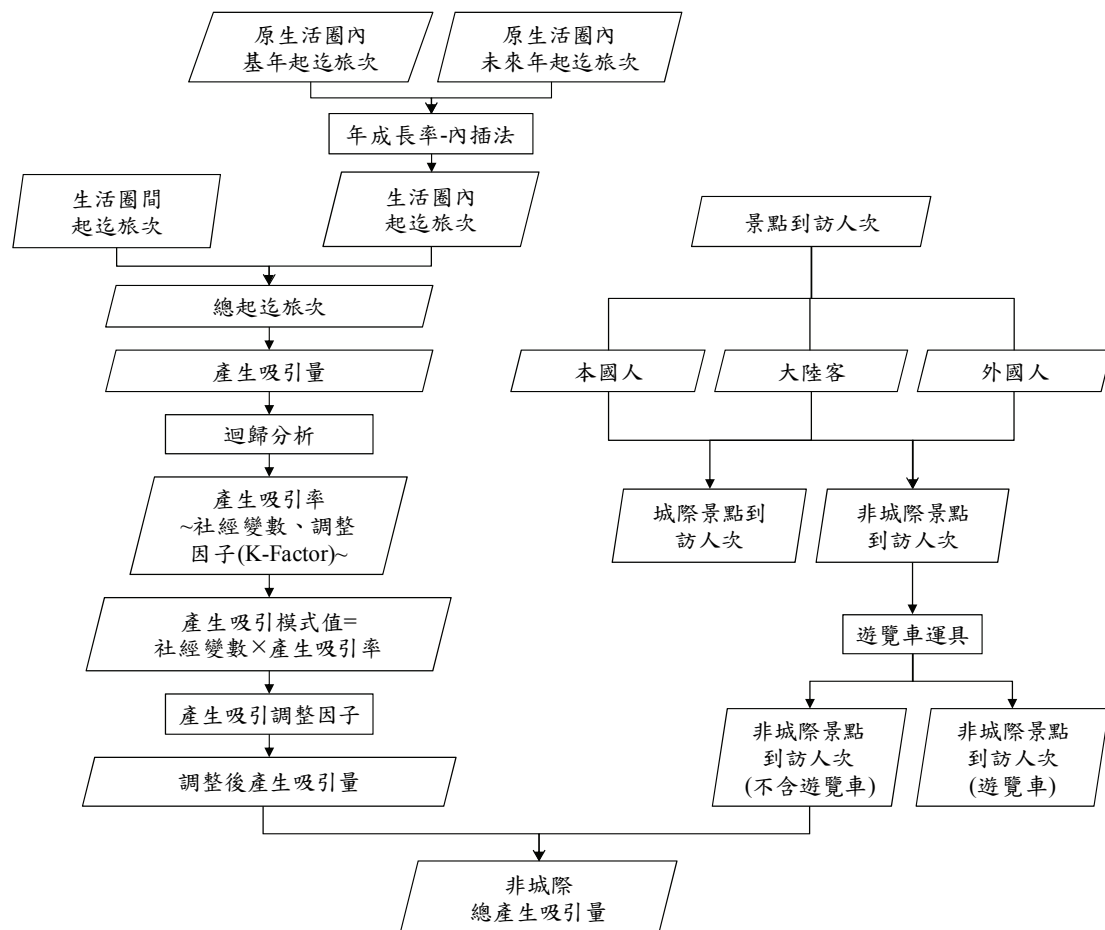 原生活圈內
基年起迄旅次
原生活圈內
未來年起迄旅次
年成長率-內插法
生活圈間
起迄旅次
生活圈內
起迄旅次
景點到訪人次
總起迄旅次
產生吸引量
本國人
大陸客
外國人
迴歸分析
產生吸引率
~社經變數、調整
因子(K-Factor)~
城際景點到
訪人次
非城際景點
到訪人次
產生吸引模式值=
社經變數×產生吸引率
遊覽車運具
產生吸引調整因子
非城際景點
到訪人次
(不含遊覽車)
非城際景點
到訪人次
(遊覽車)
調整後產生吸引量
非城際
總產生吸引量